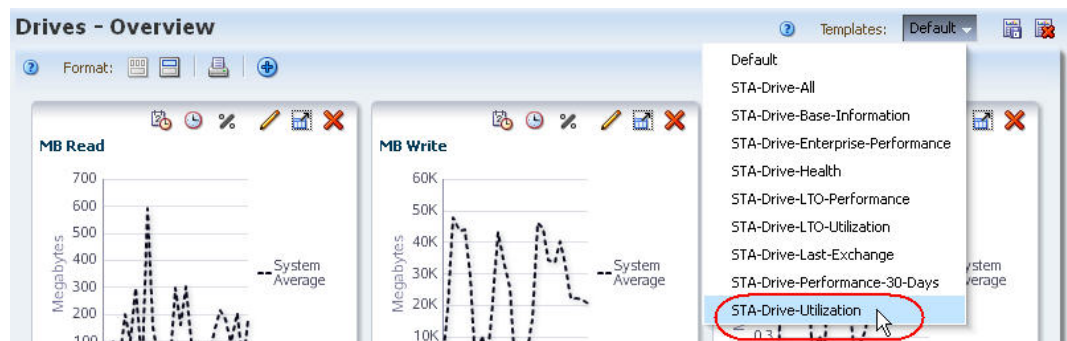 Drives - Overview
Templates: Default
Format:
Default
STA-Drive-All
STA-Drive-Base-Information
STA-Drive-Enterprise-Performance
STA-Drive-Health
STA-Drive-LTO-Performance
STA-Drive-LTO-Utilization
STA-Drive-Last-Exchange
STA-Drive-Performance-30-Days
STA-Drive-Utilization
MB Read
700
600
500
400
300
200
100
Megabytes
System
Average
MB Write
60K
50K
40K
30K
20K
10K
Megabytes
System
Average
0.3